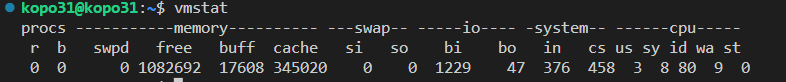 kopo31@kopo31:~$ vmstat
procs -----------memory---------- ---swap-- -----io---- -system-- ------cpu-----
 r  b   swpd   free   buff  cache   si   so    bi    bo   in   cs us sy id wa st
 0  0      0 1082692  17608 345020    0    0  1229    47  376  458  3  8 80  9  0